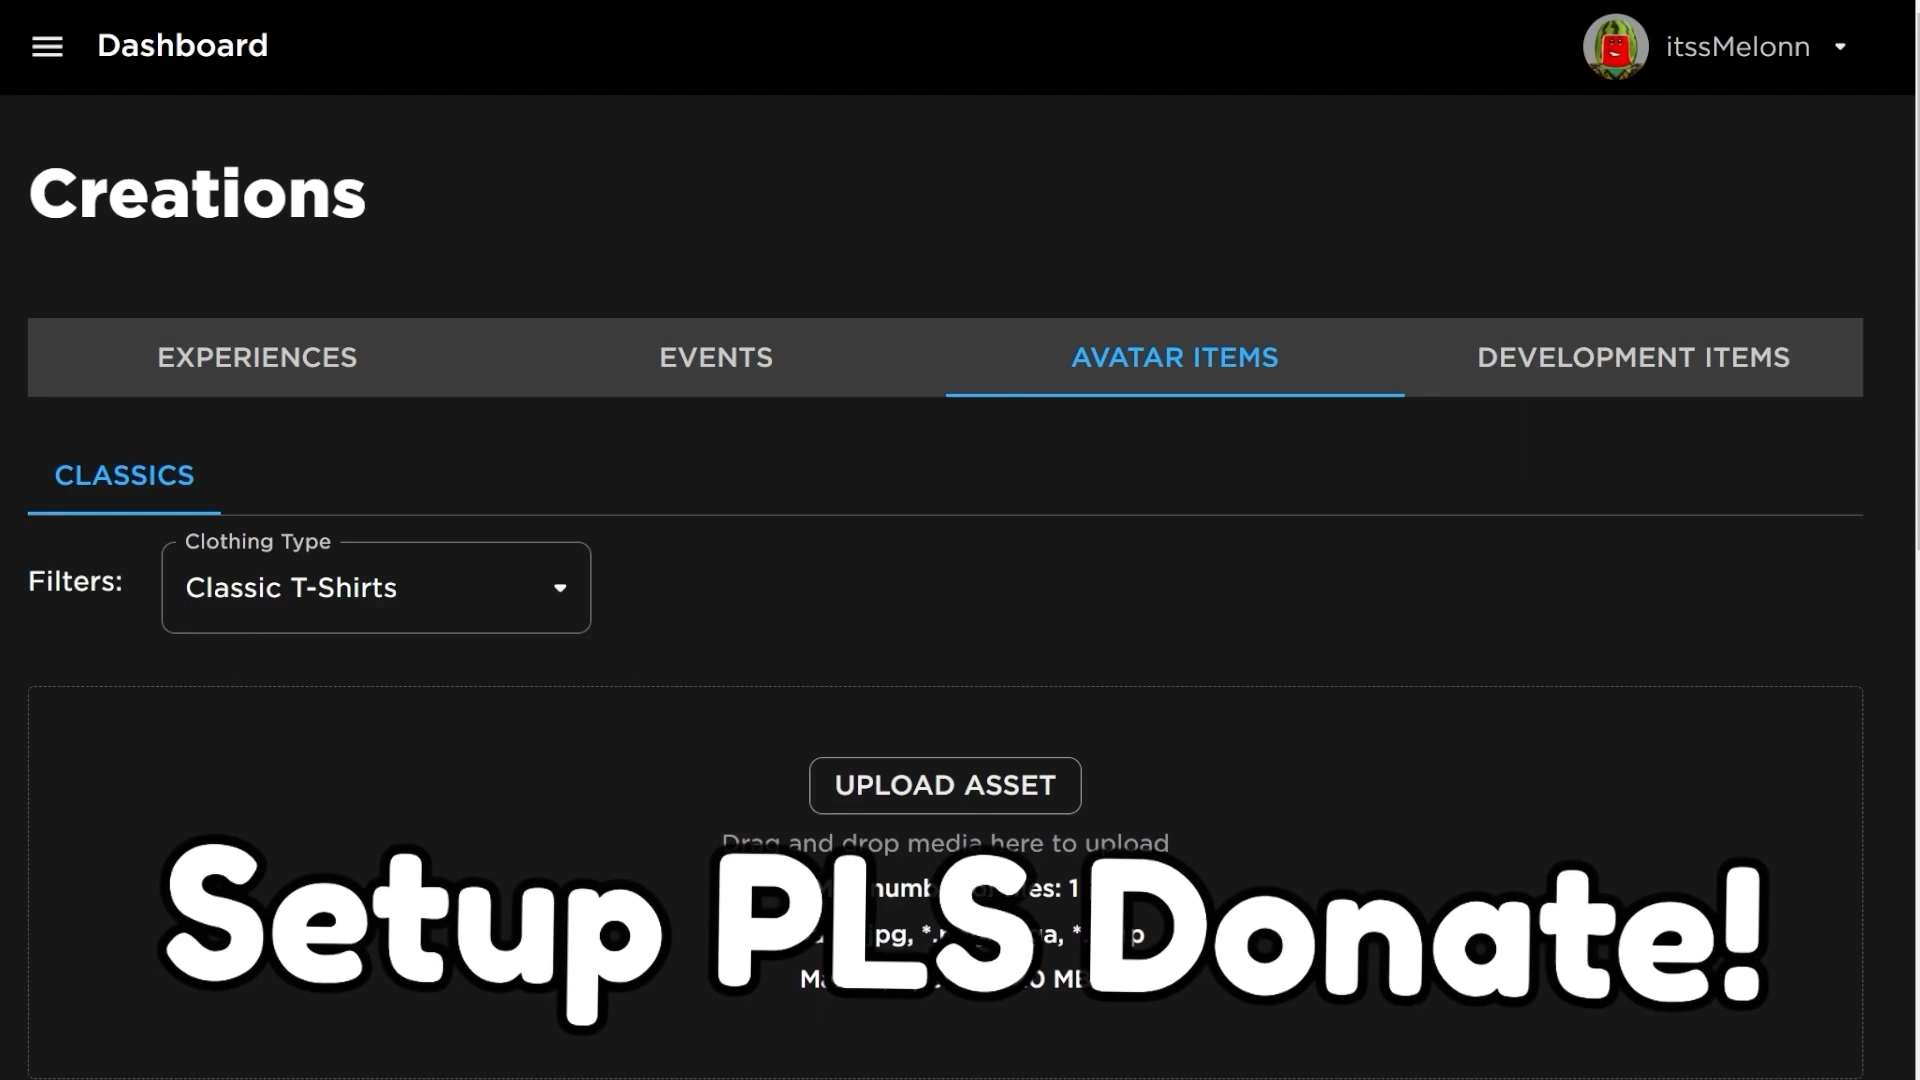 Dashboard
itssMelonn
Creations
EXPERIENCES
EVENTS
AVATAR ITEMS
DEVELOPMENT ITEMS
CLASSICS
Clothing Type
Filters:
Classic T-Shirts
UPLOAD ASSET
Drag and drop media here to upload
1
Setup PLS Donate!